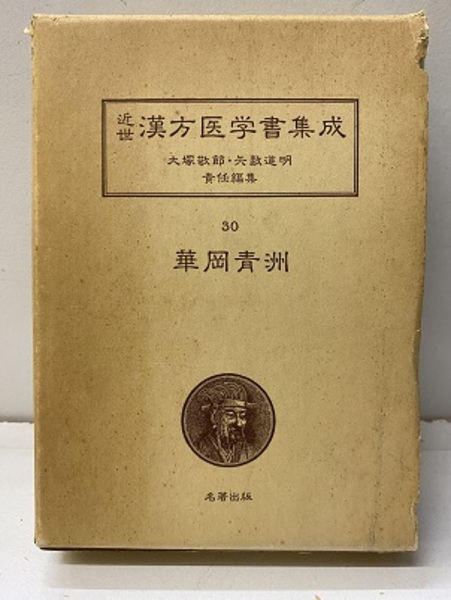 近世漢方医学書集成
大塚敬節・矢数道明
責任編集
30
華岡青洲
名著出版